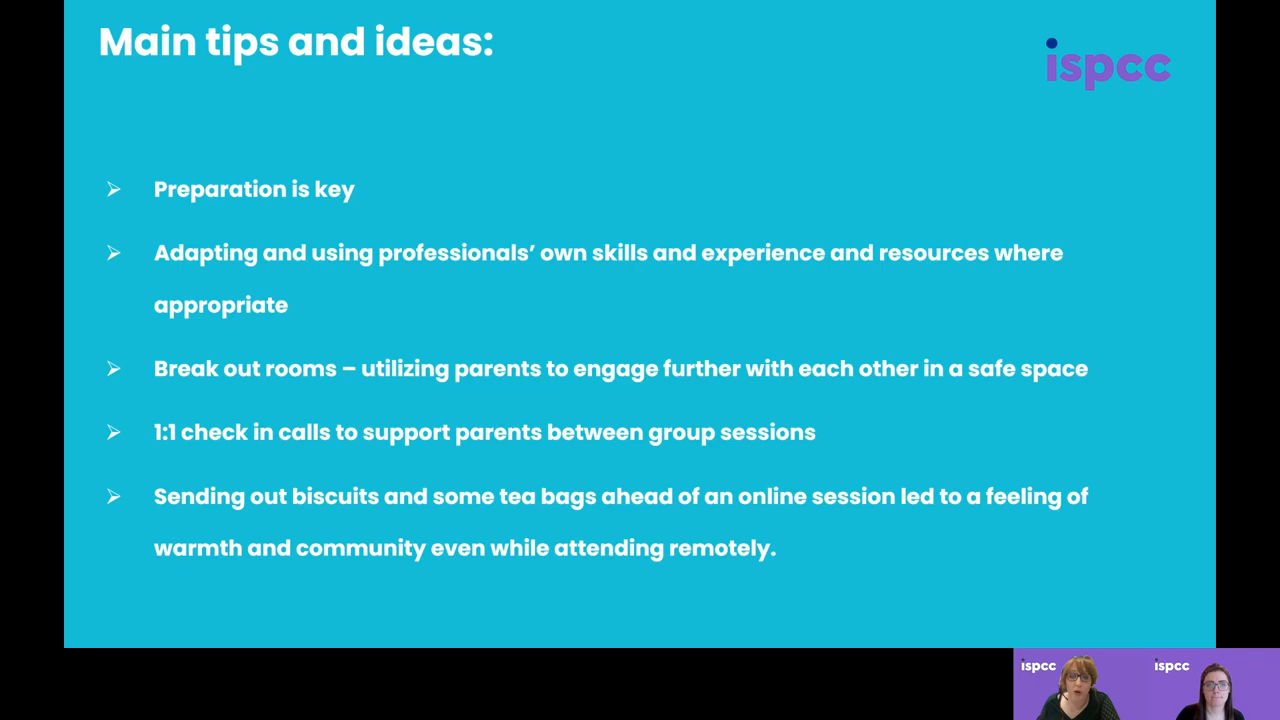 Main tips and ideas:
ispcc
Preparation is key
Adapting and using professionals’ own skills and experience and resources where
appropriate
Break out rooms – utilizing parents to engage further with each other in a safe space
1:1 check in calls to support parents between group sessions
Sending out biscuits and some tea bags ahead of an online session led to a feeling of
warmth and community even while attending remotely.
ispcc
ispcc